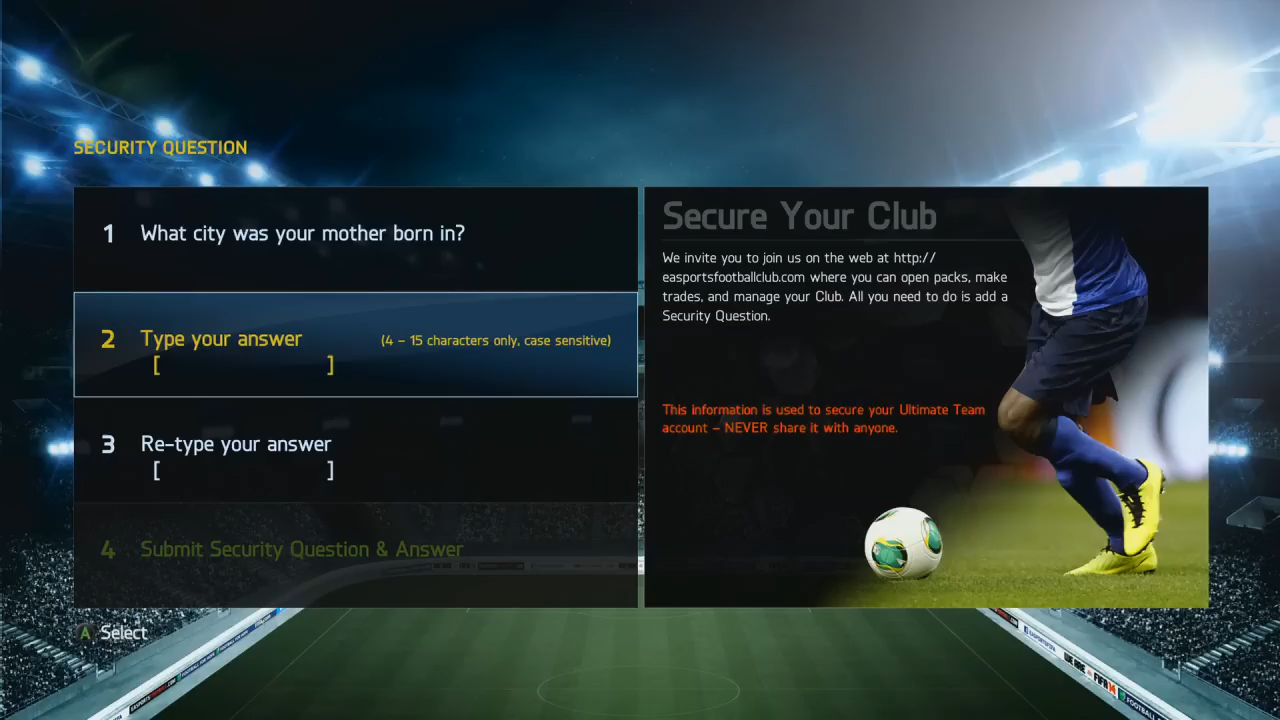 SECURITY QUESTION
1 What city was your mother born in?
2 Type your answer (4 – 15 characters only, case sensitive)
[ ]
3 Re-type your answer
[ ]
4 Submit Security Question & Answer
Secure Your Club
We invite you to join us on the web at http://
easportsfootballclub.com where you can open packs, make
trades, and manage your Club. All you need to do is add a
Security Question.
This information is used to secure your Ultimate Team
account – NEVER share it with anyone.
A Select
WE ARE FIFA 14